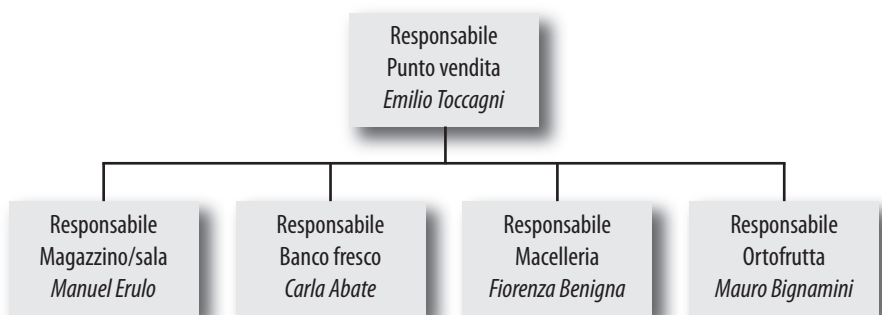 Responsabile
Punto vendita
Emilio Toccagni
Responsabile
Magazzino/sala
Manuel Erulo
Responsabile
Banco fresco
Carla Abate
Responsabile
Macelleria
Fiorenza Benigna
Responsabile
Ortofrutta
Mauro Bignamini